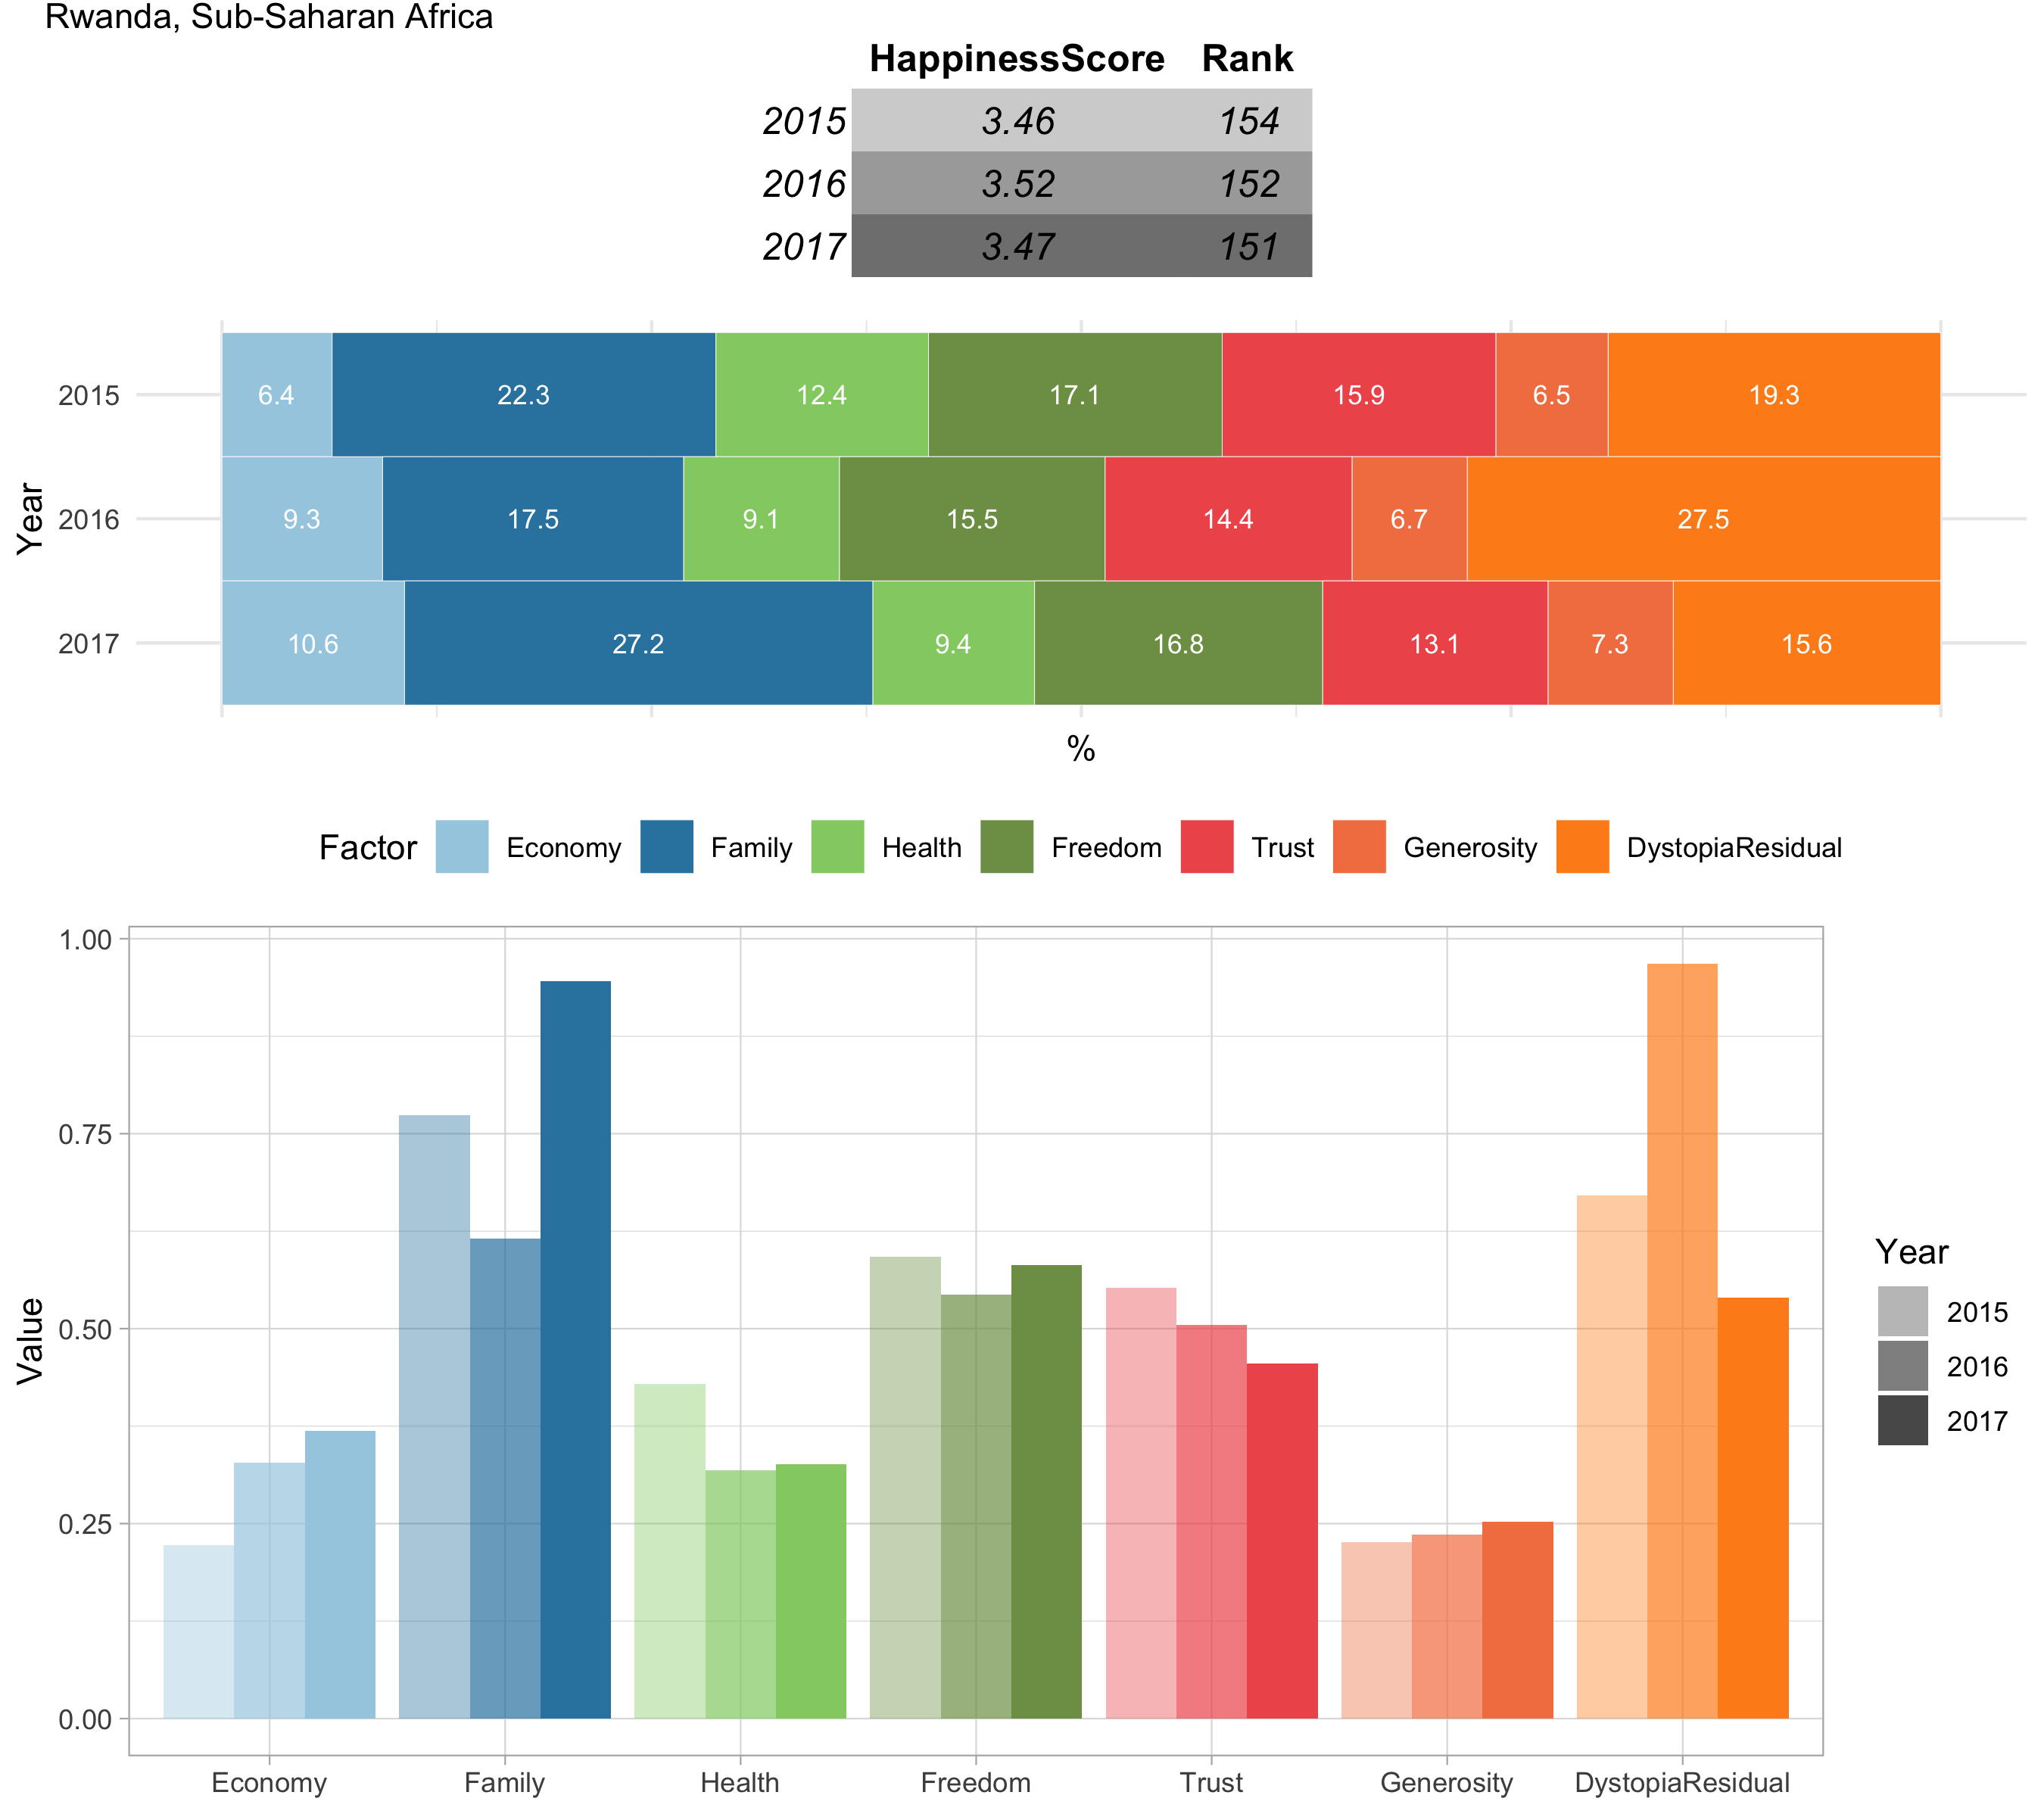 Rwanda, Sub-Saharan Africa
HappinessScore Rank
2015 3.46 154
2016 3.52 152
2017 3.47 151
2015 6.4 22.3 12.4 17.1 15.9 6.5 19.3
2016 9.3 17.5 9.1 15.5 14.4 6.7 27.5
2017 10.6 27.2 9.4 16.8 13.1 7.3 15.6
Year
%
Factor Economy Family Health Freedom Trust Generosity DystopiaResidual
1.00
0.75
0.50
0.25
0.00
Value
Economy Family Health Freedom Trust Generosity DystopiaResidual
Year
2015
2016
2017